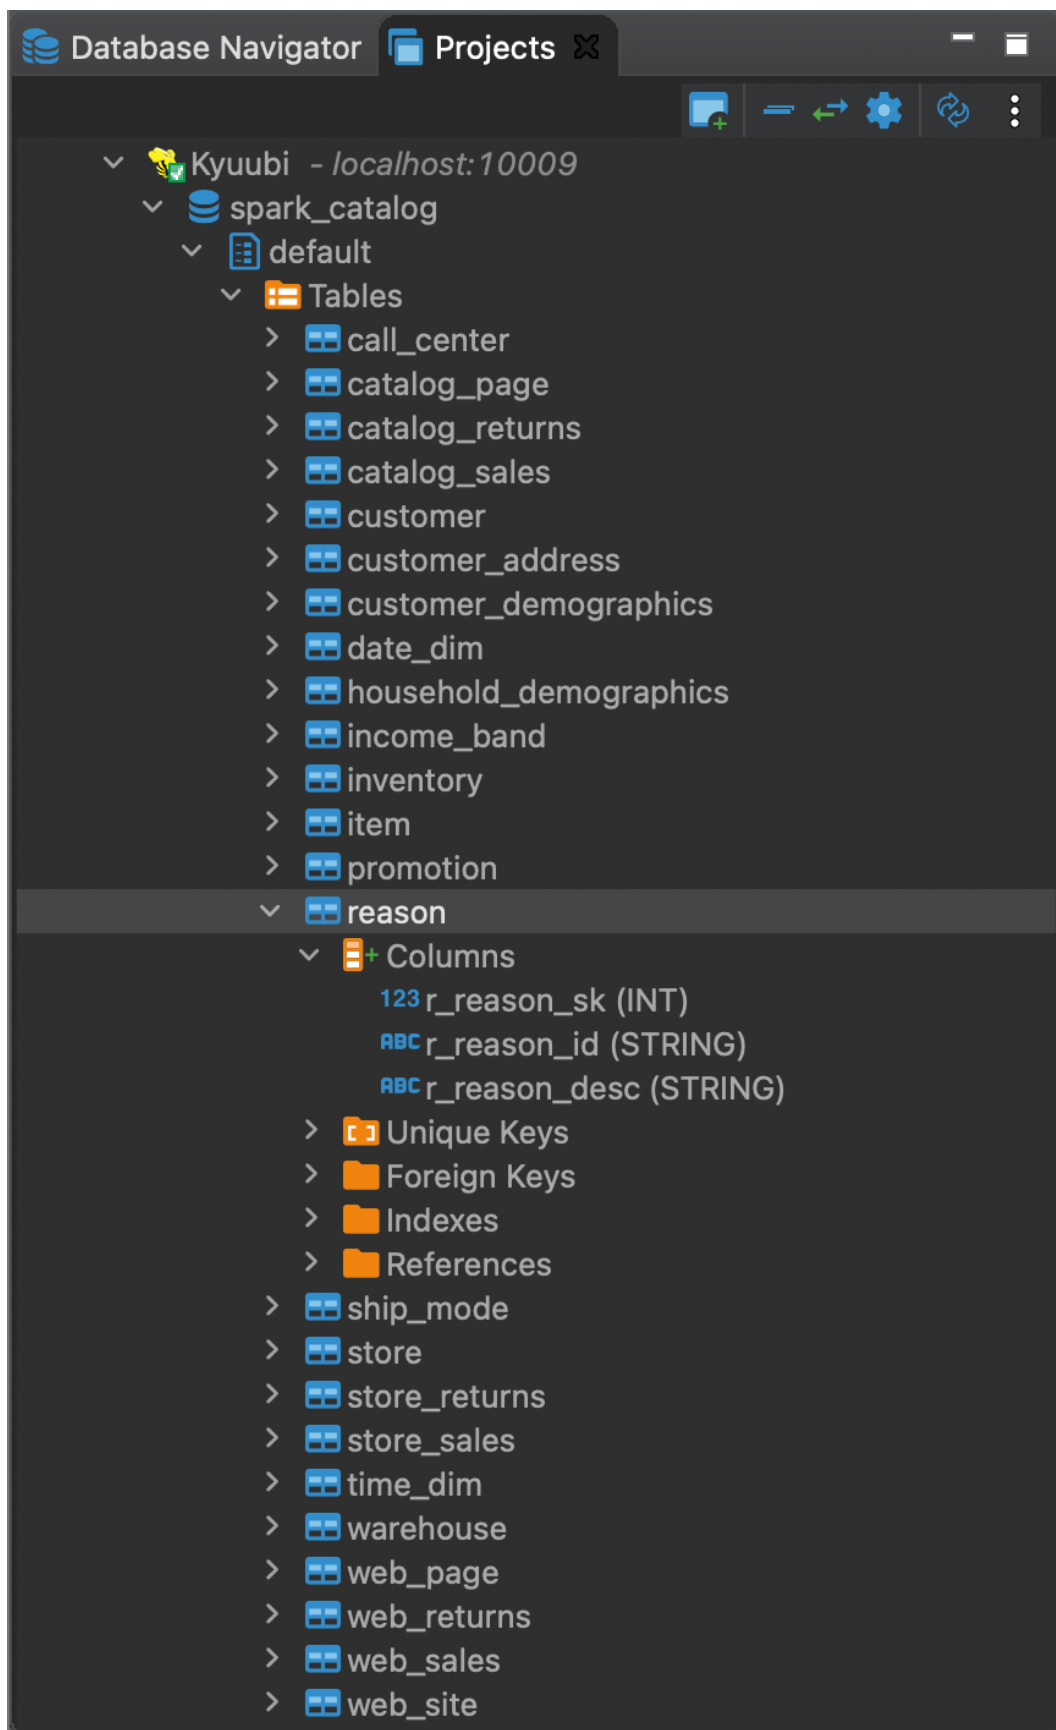 Database Navigator Projects
Kyuubi - localhost:10009
spark_catalog
default
Tables
call_center
catalog_page
catalog_returns
catalog_sales
customer
customer_address
customer_demographics
date_dim
household_demographics
income_band
inventory
item
promotion
reason
Columns
123 r_reason_sk (INT)
ABC r_reason_id (STRING)
ABC r_reason_desc (STRING)
Unique Keys
Foreign Keys
Indexes
References
ship_mode
store
store_returns
store_sales
time_dim
warehouse
web_page
web_returns
web_sales
web_site